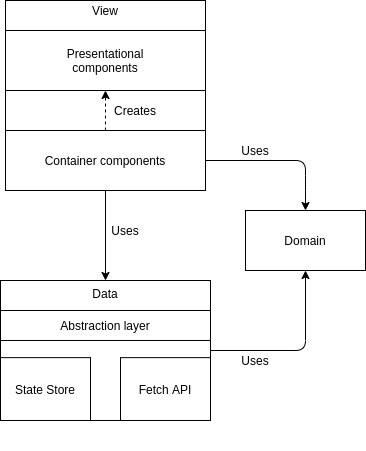 View
Presentational
components
Creates
Container components
Uses
Uses
Domain
Data
Abstraction layer
Uses
State Store
Fetch API